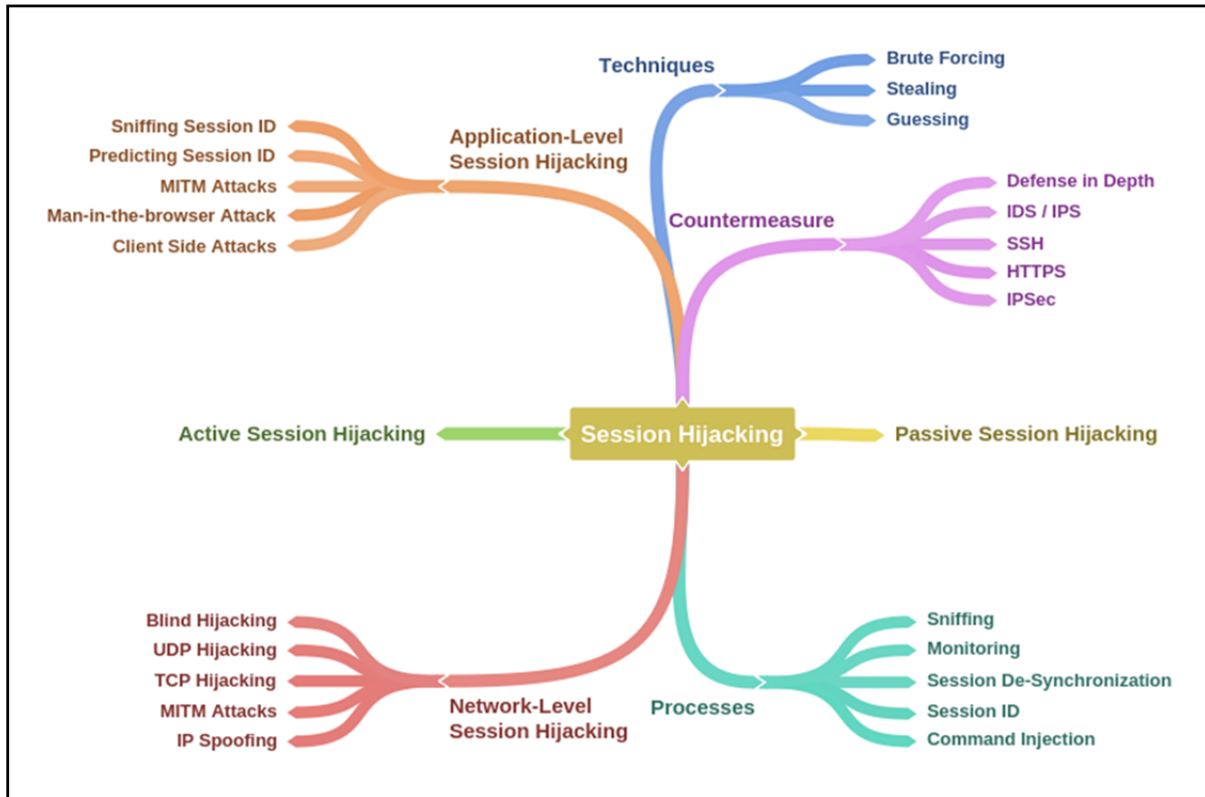 Techniques
Brute Forcing
Stealing
Guessing
Application-Level
Session Hijacking
Sniffing Session ID
Predicting Session ID
MITM Attacks
Man-in-the-browser Attack
Client Side Attacks
Countermeasure
Defense in Depth
IDS / IPS
SSH
HTTPS
IPSec
Active Session Hijacking
Session Hijacking
Passive Session Hijacking
Blind Hijacking
UDP Hijacking
TCP Hijacking
MITM Attacks
IP Spoofing
Network-Level
Session Hijacking
Processes
Sniffing
Monitoring
Session De-Synchronization
Session ID
Command Injection